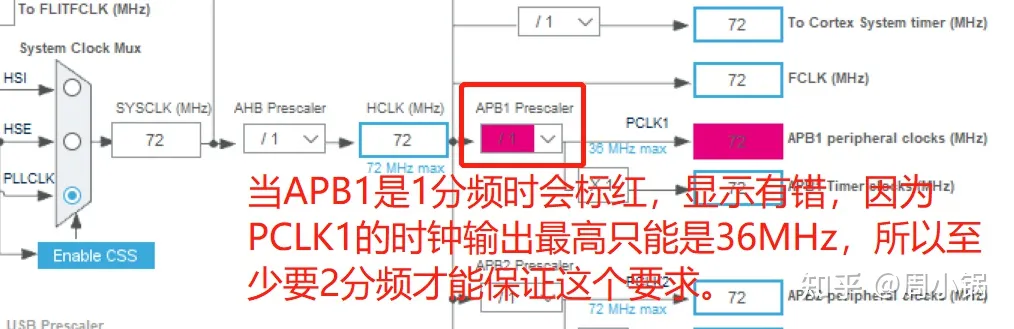 To FLITFCLK (MHz)
/ 1
72
To Cortex System timer (MHz)
System Clock Mux
HSI
72
FCLK (MHz)
SYSCLK (MHz)
AHB Prescaler
HCLK (MHz)
APB1 Prescaler
PCLK1
HSE
72
/ 1
72
/ 1
72
APB1 peripheral clocks (MHz)
36 MHz max
72 MHz max
PLLCLK
X 1
72
APB1 Timer clocks (MHz)
当APB1是1分频时会标红，显示有错，因为
PCLK1的时钟输出最高只能是36MHz，所以至
少要2分频才能保证这个要求。
Enable CSS
APB2 Prescaler
PCLK2
/ 1
72
APB2 peripheral clocks (MHz)
72 MHz max
知乎 @周小锅
USB Prescaler
72